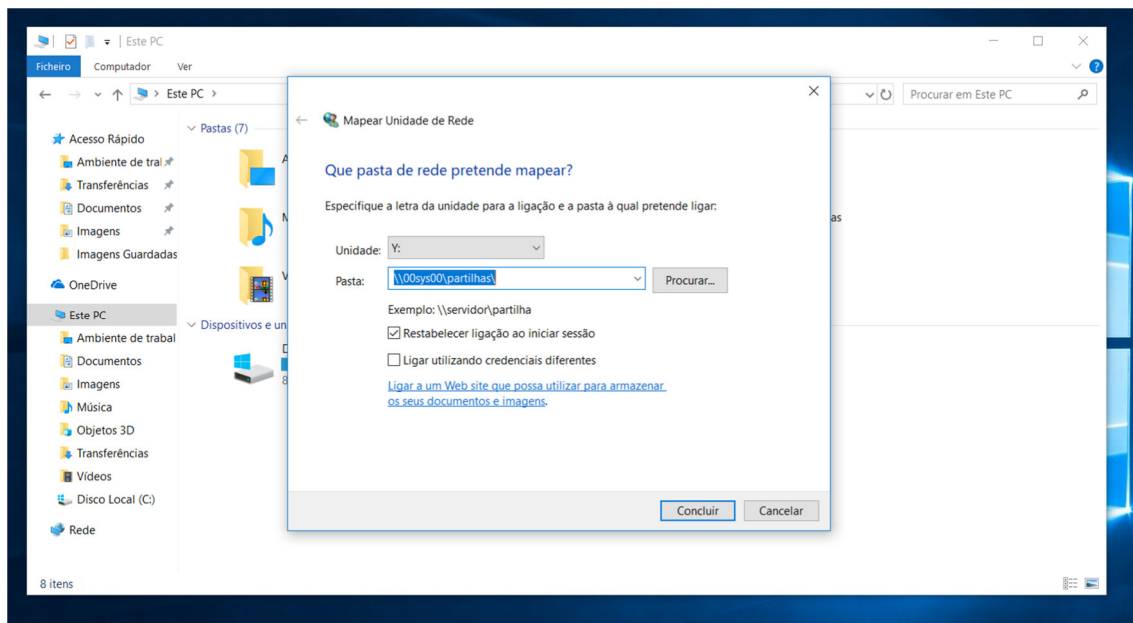 Este PC
Ficheiro Computador Ver
Este PC
Procurar em Este PC
Acesso Rápido
Ambiente de tral
Transferências
Documentos
Imagens
Imagens Guardadas
OneDrive
Este PC
Ambiente de trabal
Documentos
Imagens
Música
Objetos 3D
Transferências
Vídeos
Disco Local (C:)
Rede
Pastas (7)
A
M
V
as
Dispositivos e un
D
8
Mapear Unidade de Rede
Que pasta de rede pretende mapear?
Especifique a letra da unidade para a ligação e a pasta à qual pretende ligar:
Unidade: Y:
Pasta: \\00sys00\partilhas\ Procurar...
Exemplo: \\servidor\partilha
Restabelecer ligação ao iniciar sessão
Ligar utilizando credenciais diferentes
Ligar a um Web site que possa utilizar para armazenar
os seus documentos e imagens.
Concluir Cancelar
8 itens